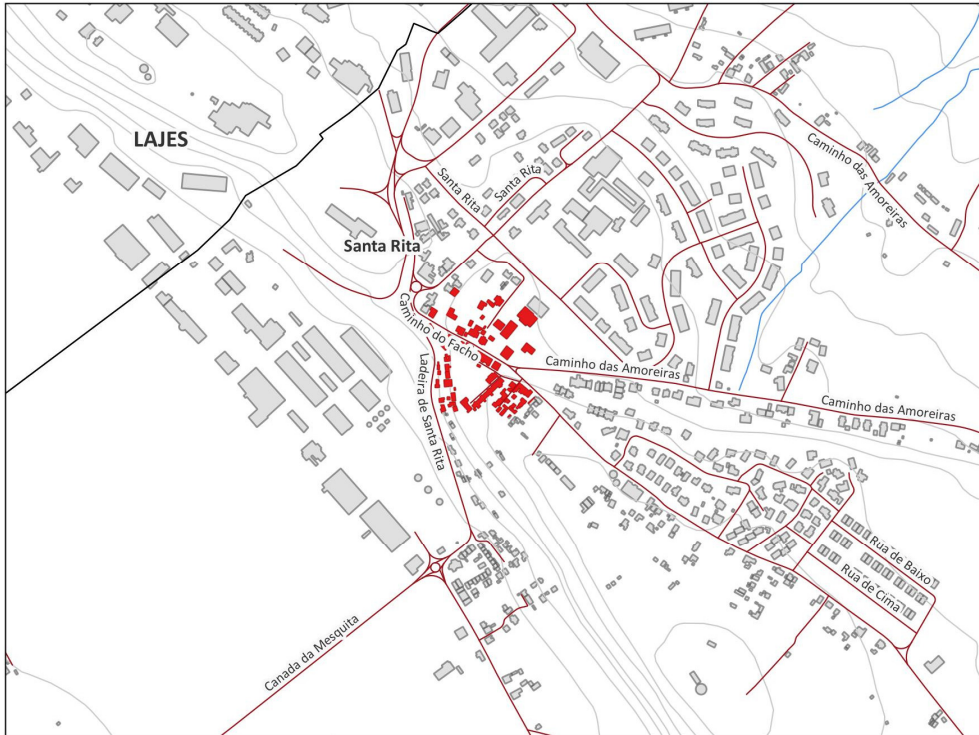 LAJES
Caminho das Amoreiras
Santa Rita
Santa Rita
Santa Rita
Caminho do Facho
Ladeira de Santa Rita
Caminho das Amoreiras
Caminho das Amoreiras
Rua de Baixo
Rua de Cima
Canada da Mesquita